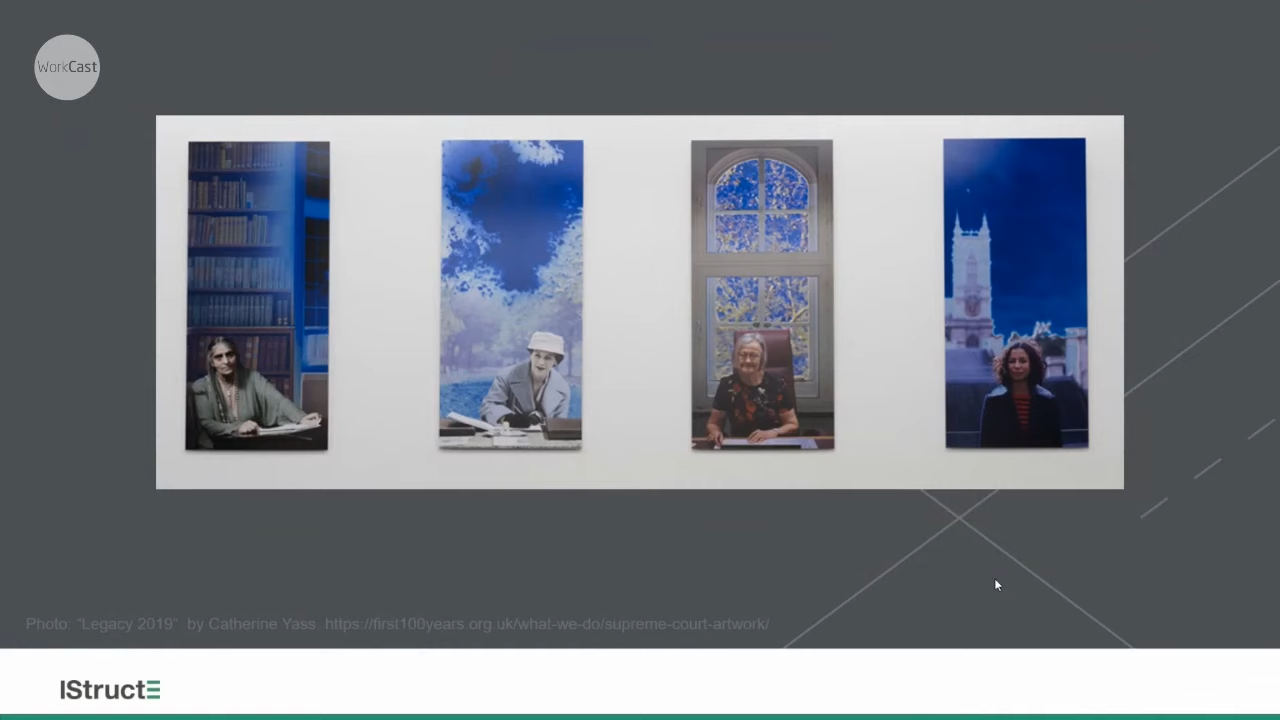 WorkCast
Photo: "Legacy 2019" by Catherine Yass https://first100years.org.uk/what-we-do/supreme-court-artwork/
IStructE